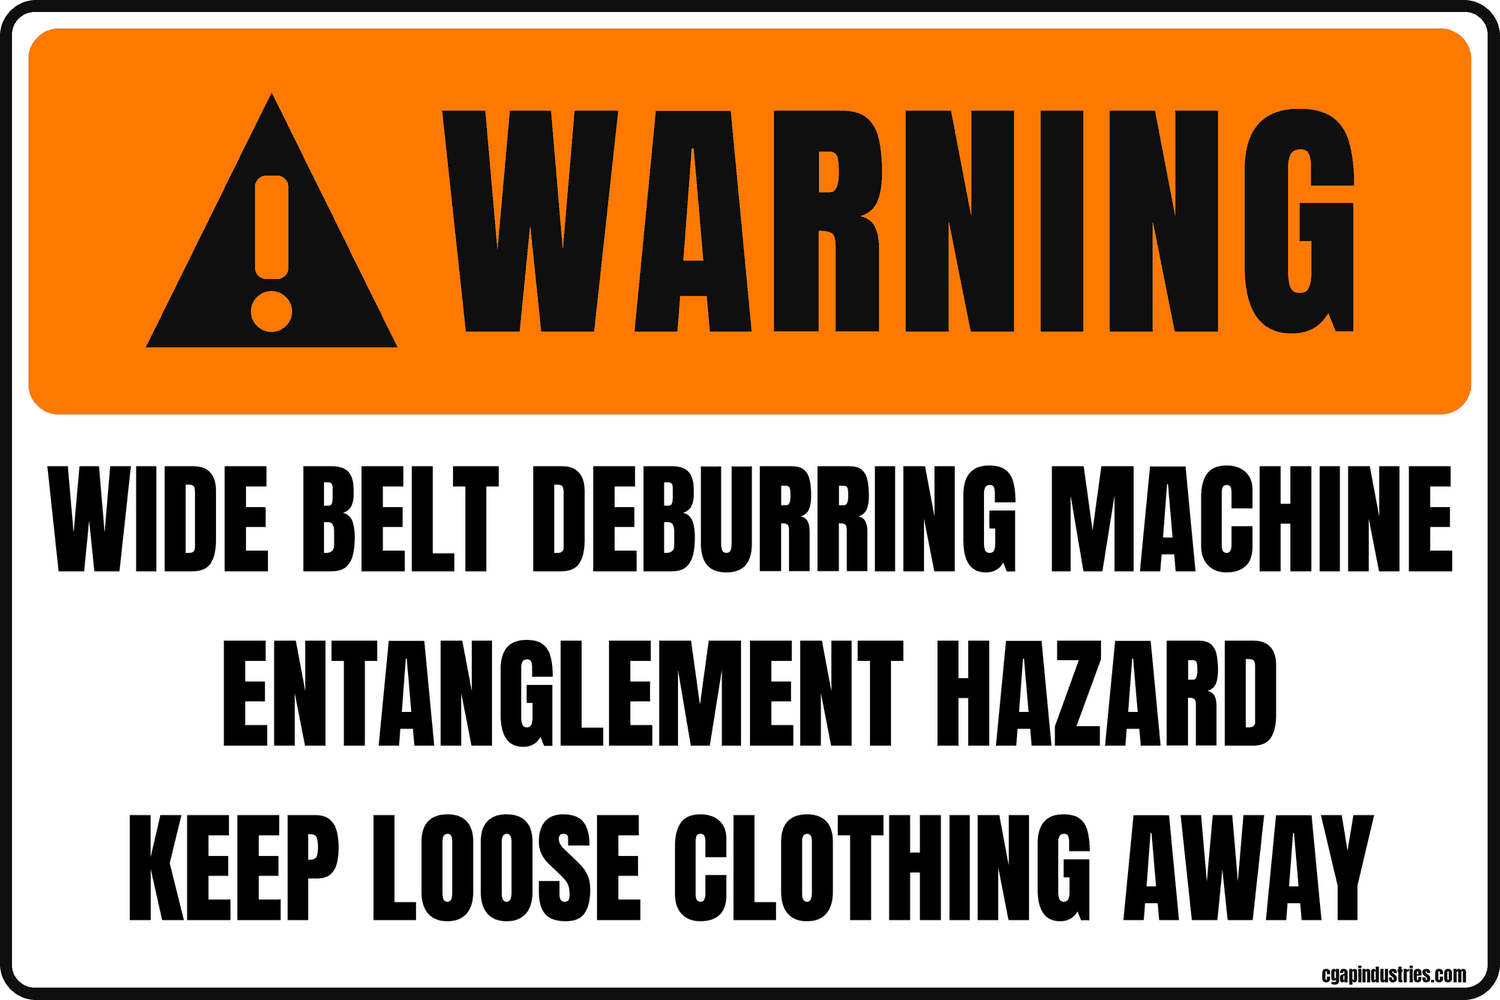 WARNING
WIDE BELT DEBURRING MACHINE
ENTANGLEMENT HAZARD
KEEP LOOSE CLOTHING AWAY
cgapindustries.com